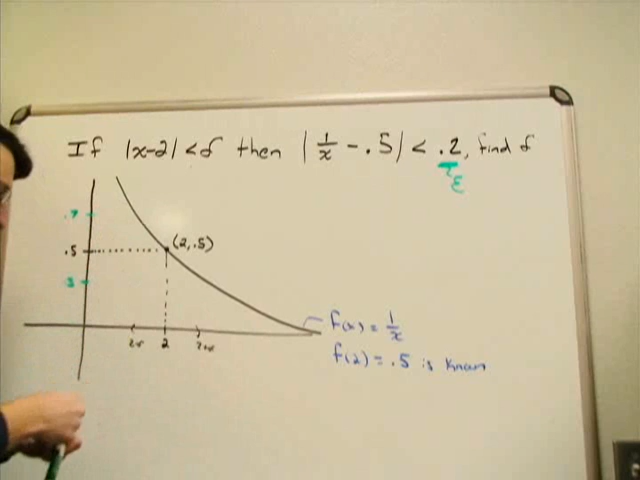 If |x-2| < δ then |1/x - .5| < .2, find δ
ε
.7
.5
.3
(2, .5)
2-δ 2 2+δ
f(x) = 1/x
f(2) = .5 is known